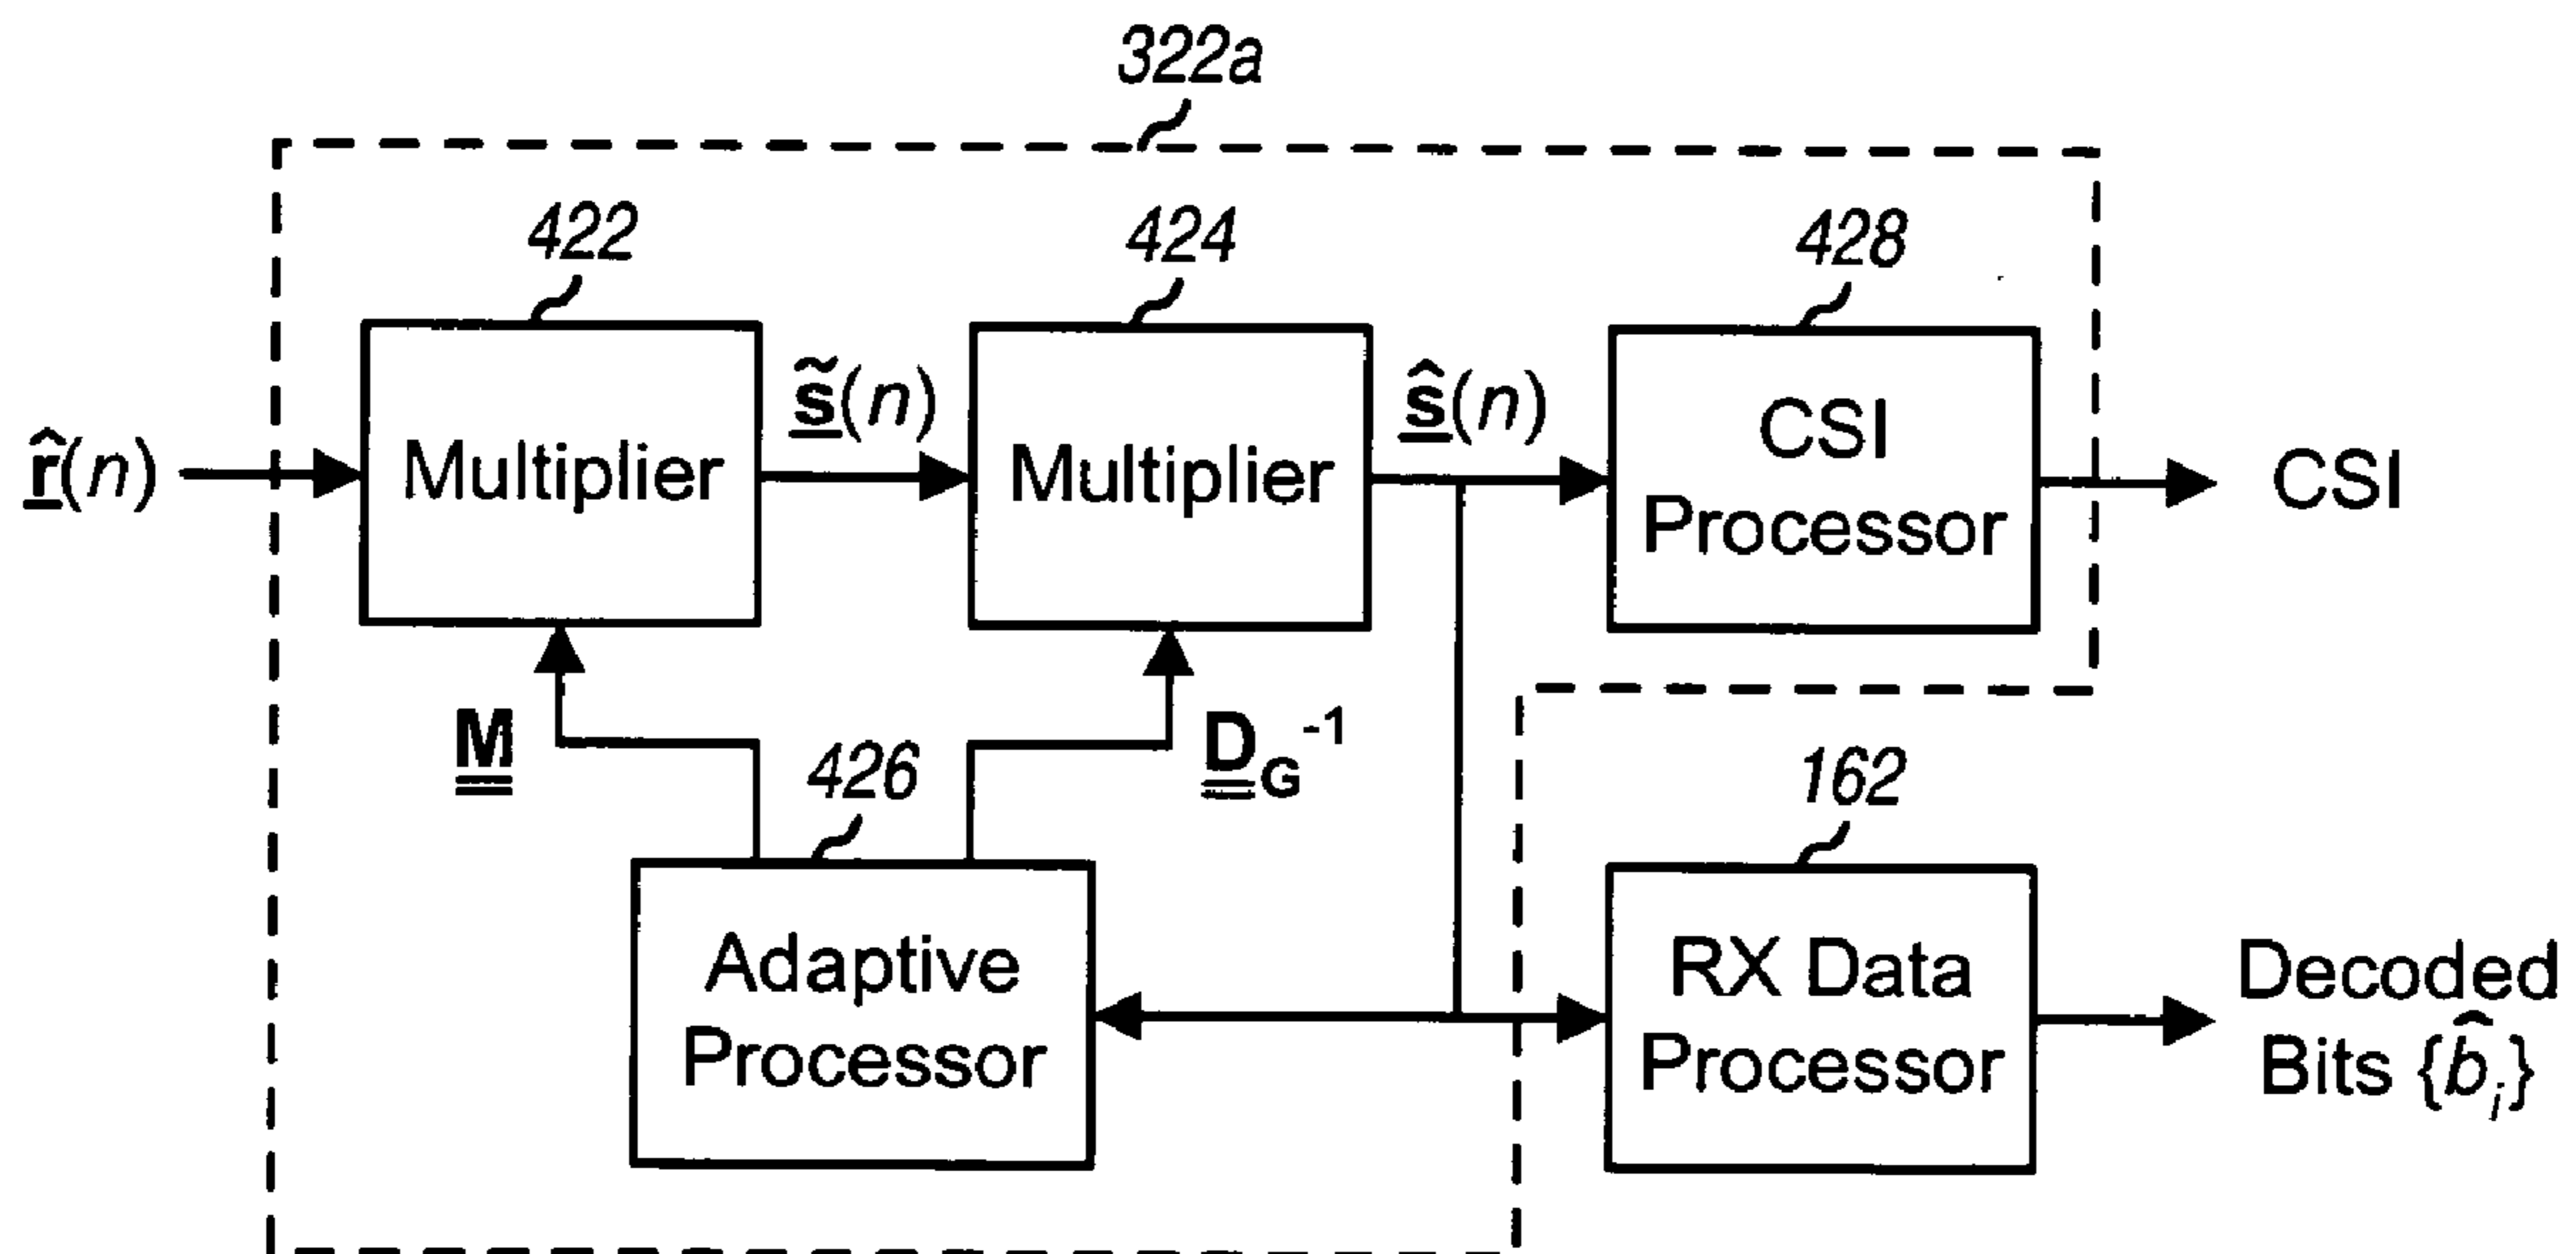 322a
422
424
428
r̂(n)
Multiplier
s̃(n)
Multiplier
ŝ(n)
CSI
Processor
CSI
M
D_G^-1
426
162
Adaptive
Processor
RX Data
Processor
Decoded
Bits {b̂_i}